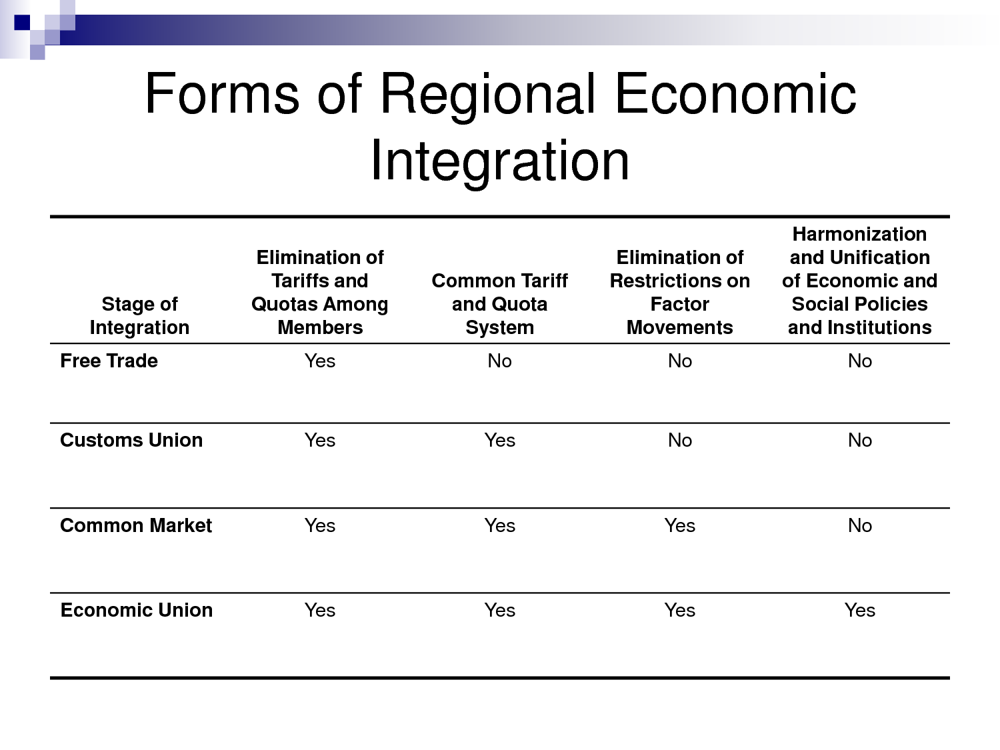 Forms of Regional Economic
Integration
Stage of
Integration
Elimination of
Tariffs and
Quotas Among
Members
Common Tariff
and Quota
System
Elimination of
Restrictions on
Factor
Movements
Harmonization
and Unification
of Economic and
Social Policies
and Institutions
Free Trade Yes No No No
Customs Union Yes Yes No No
Common Market Yes Yes Yes No
Economic Union Yes Yes Yes Yes